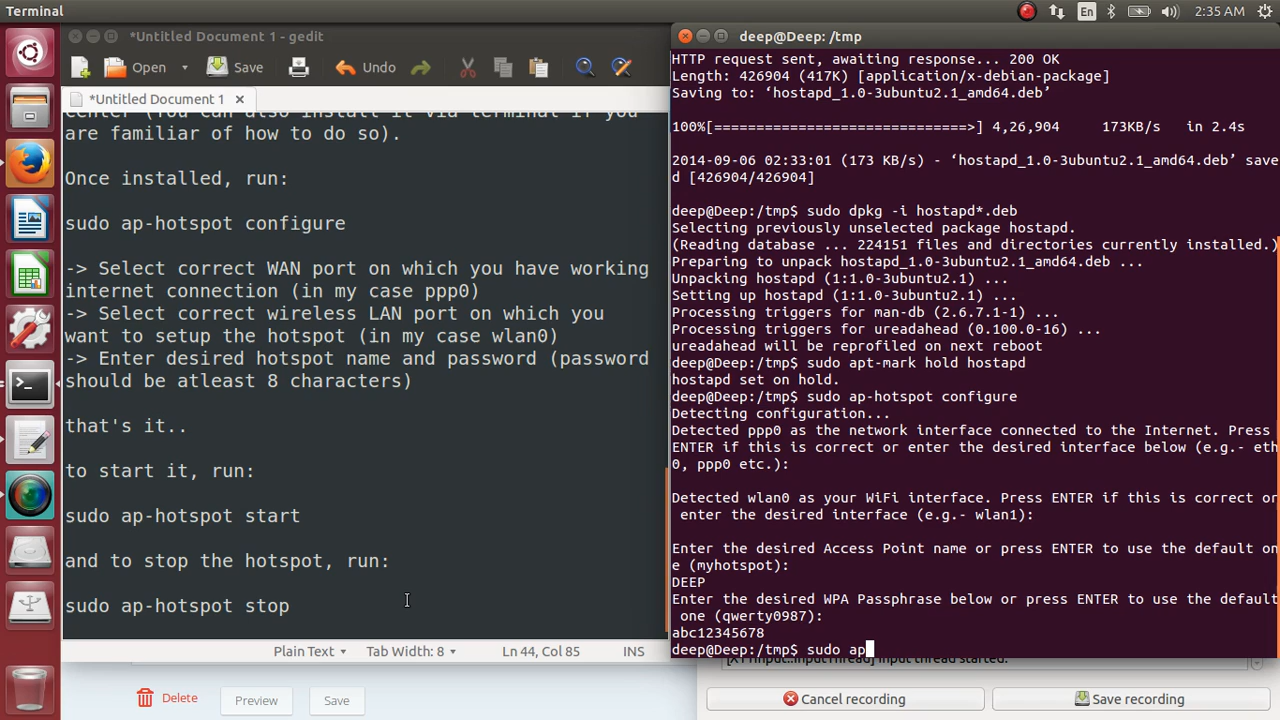 Terminal
En
2:35 AM
*Untitled Document 1 - gedit
Open
Save
Undo
*Untitled Document 1
Center (You can also install it via terminal if you
are familiar of how to do so).
Once installed, run:
sudo ap-hotspot configure
-> Select correct WAN port on which you have working
internet connection (in my case ppp0)
-> Select correct wireless LAN port on which you
want to setup the hotspot (in my case wlan0)
-> Enter desired hotspot name and password (password
should be atleast 8 characters)
that's it..
to start it, run:
sudo ap-hotspot start
and to stop the hotspot, run:
sudo ap-hotspot stop
Plain Text
Tab Width: 8
Ln 44, Col 85
INS
Delete
Preview
Save
deep@Deep: /tmp
HTTP request sent, awaiting response... 200 OK
Length: 426904 (417K) [application/x-debian-package]
Saving to: ‘hostapd_1.0-3ubuntu2.1_amd64.deb’
100%[==============================>] 4,26,904    173KB/s   in 2.4s
2014-09-06 02:33:01 (173 KB/s) - ‘hostapd_1.0-3ubuntu2.1_amd64.deb’ save
d [426904/426904]
deep@Deep:/tmp$ sudo dpkg -i hostapd*.deb
Selecting previously unselected package hostapd.
(Reading database ... 224151 files and directories currently installed.)
Preparing to unpack hostapd_1.0-3ubuntu2.1_amd64.deb ...
Unpacking hostapd (1:1.0-3ubuntu2.1) ...
Setting up hostapd (1:1.0-3ubuntu2.1) ...
Processing triggers for man-db (2.6.7.1-1) ...
Processing triggers for ureadahead (0.100.0-16) ...
ureadahead will be reprofiled on next reboot
deep@Deep:/tmp$ sudo apt-mark hold hostapd
hostapd set on hold.
deep@Deep:/tmp$ sudo ap-hotspot configure
Detecting configuration...
Detected ppp0 as the network interface connected to the Internet. Press
ENTER if this is correct or enter the desired interface below (e.g.- eth
0, ppp0 etc.):
Detected wlan0 as your WiFi interface. Press ENTER if this is correct or
enter the desired interface (e.g.- wlan1):
Enter the desired Access Point name or press ENTER to use the default on
e (myhotspot):
DEEP
Enter the desired WPA Passphrase below or press ENTER to use the default
one (qwerty0987):
abc12345678
deep@Deep:/tmp$ sudo ap
Cancel recording
Save recording